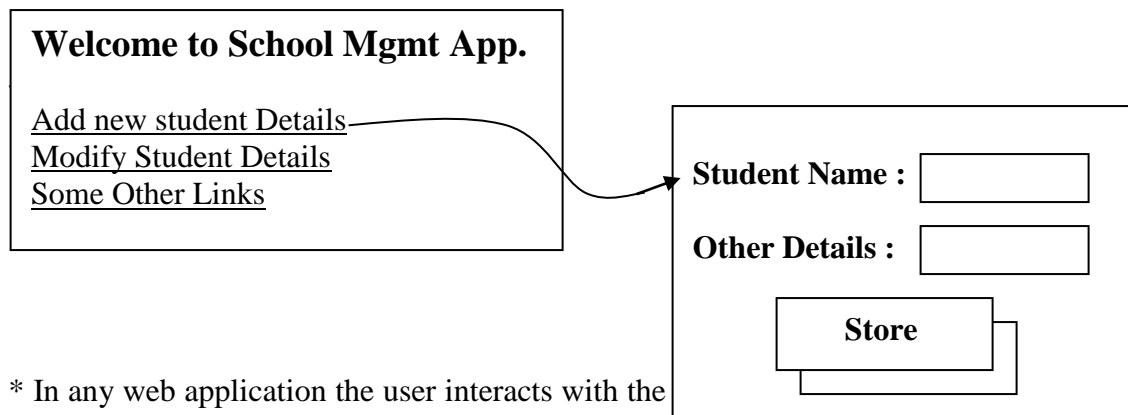 Welcome to School Mgmt App.
Add new student Details
Modify Student Details
Some Other Links
Student Name :
Other Details :
Store
* In any web application the user interacts with the